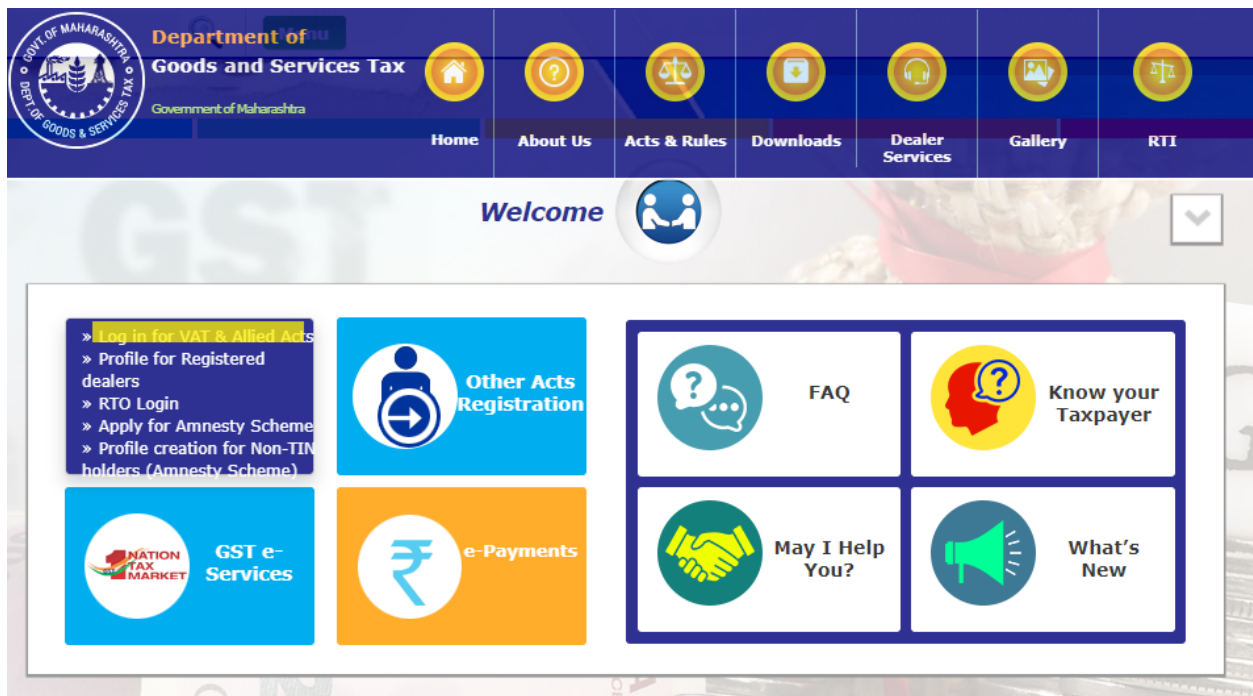 GOVT. OF MAHARASHTRA
DEPT. OF GOODS & SERVICES TAX
Department of
Goods and Services Tax
Government of Maharashtra
Home
About Us
Acts & Rules
Downloads
Dealer
Services
Gallery
RTI
GST
Welcome
» Log in for VAT & Allied Acts
» Profile for Registered
dealers
» RTO Login
» Apply for Amnesty Scheme
» Profile creation for Non-TIN
holders (Amnesty Scheme)
Other Acts
Registration
FAQ
Know your
Taxpayer
1 NATION
TAX
MARKET
GST e-
Services
e-Payments
May I Help
You?
What’s
New